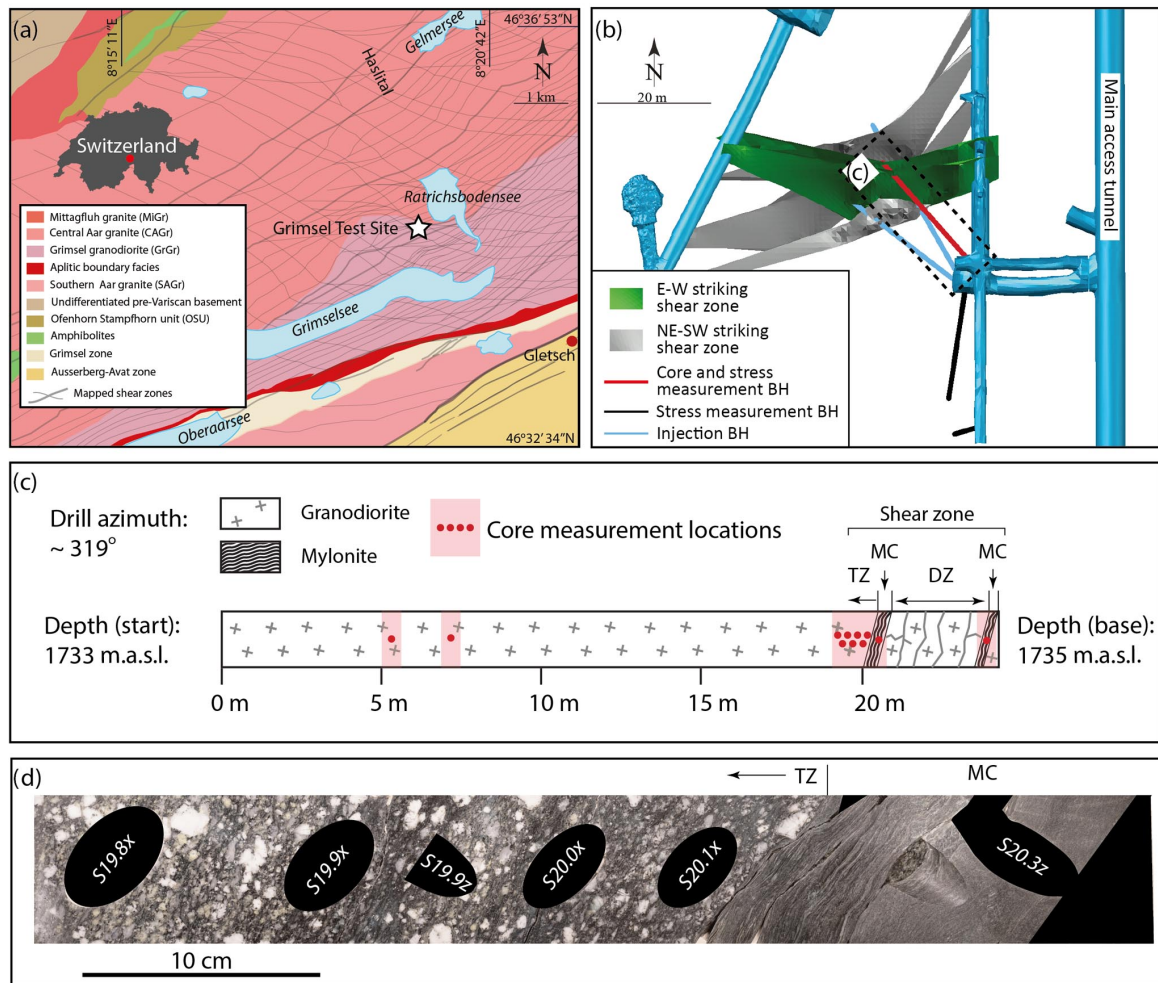 (a)
8°15'11"E
Gelmersee
8°20'42"E
46°36'53"N
N
1 km
Haslital
Switzerland
Ratrichsbodensee
Grimsel Test Site
Mittagfluh granite (MiGr)
Central Aar granite (CAGr)
Grimsel granodiorite (GrGr)
Aplitic boundary facies
Southern Aar granite (SAGr)
Undifferentiated pre-Variscan basement
Ofenhorn Stampfhorn unit (OSU)
Amphibolites
Grimsel zone
Ausserberg-Avat zone
Mapped shear zones
Grimselsee
Gletsch
Oberaarsee
46°32'34"N
(b)
N
20 m
(c)
Main access tunnel
E-W striking
shear zone
NE-SW striking
shear zone
Core and stress
measurement BH
Stress measurement BH
Injection BH
(c)
Drill azimuth:
~ 319°
Granodiorite
Mylonite
Core measurement locations
Shear zone
MC
MC
TZ
DZ
Depth (start):
1733 m.a.s.l.
Depth (base):
1735 m.a.s.l.
0 m
5 m
10 m
15 m
20 m
(d)
TZ
MC
S19.8x
S19.9x
S19.9z
S20.0x
S20.1x
S20.3z
10 cm